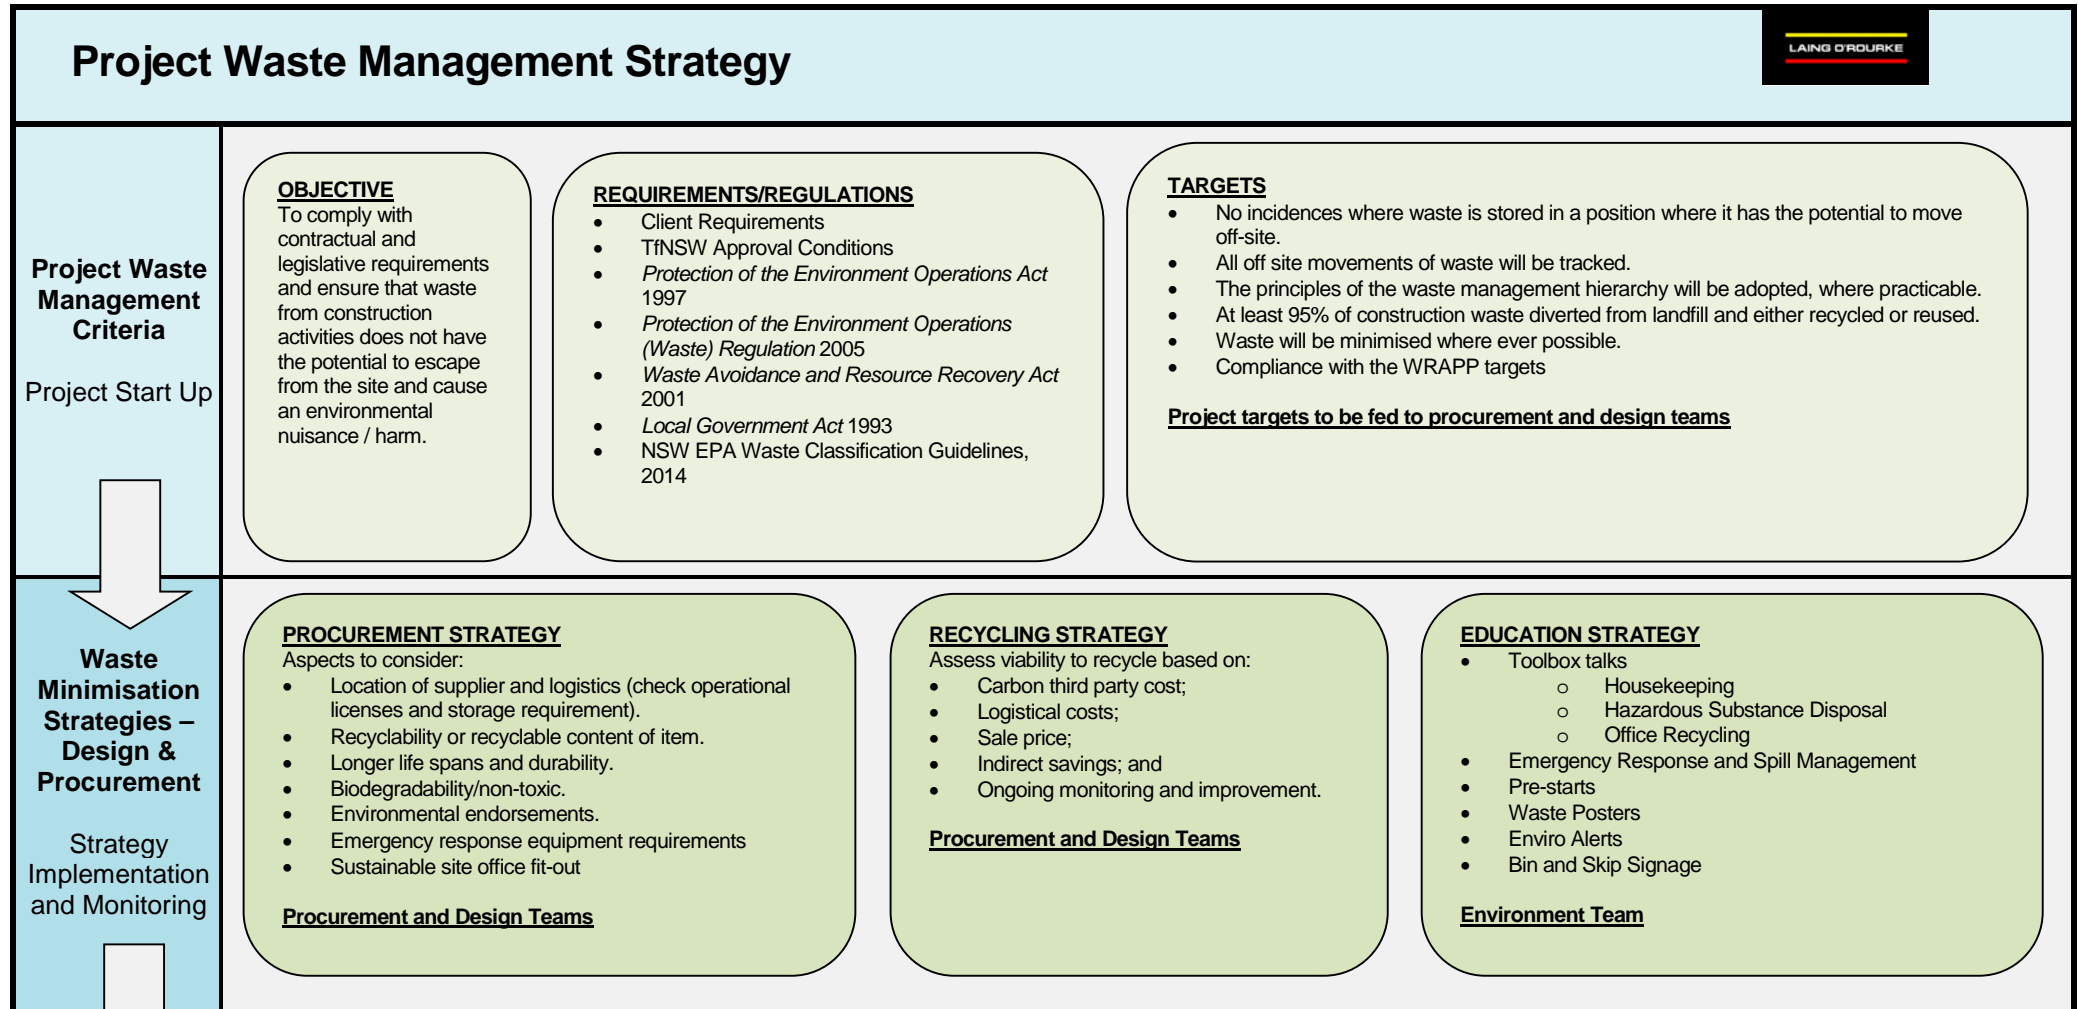 Project Waste Management Strategy
LAING O'ROURKE
Project Waste
Management
Criteria
Project Start Up
OBJECTIVE
To comply with
contractual and
legislative requirements
and ensure that waste
from construction
activities does not have
the potential to escape
from the site and cause
an environmental
nuisance / harm.
REQUIREMENTS/REGULATIONS
• Client Requirements
• TfNSW Approval Conditions
• Protection of the Environment Operations Act
1997
• Protection of the Environment Operations
(Waste) Regulation 2005
• Waste Avoidance and Resource Recovery Act
2001
• Local Government Act 1993
• NSW EPA Waste Classification Guidelines,
2014
TARGETS
• No incidences where waste is stored in a position where it has the potential to move
off-site.
• All off site movements of waste will be tracked.
• The principles of the waste management hierarchy will be adopted, where practicable.
• At least 95% of construction waste diverted from landfill and either recycled or reused.
• Waste will be minimised where ever possible.
• Compliance with the WRAPP targets
Project targets to be fed to procurement and design teams
Waste
Minimisation
Strategies –
Design &
Procurement
Strategy
Implementation
and Monitoring
PROCUREMENT STRATEGY
Aspects to consider:
• Location of supplier and logistics (check operational
licenses and storage requirement).
• Recyclability or recyclable content of item.
• Longer life spans and durability.
• Biodegradability/non-toxic.
• Environmental endorsements.
• Emergency response equipment requirements
• Sustainable site office fit-out
Procurement and Design Teams
RECYCLING STRATEGY
Assess viability to recycle based on:
• Carbon third party cost;
• Logistical costs;
• Sale price;
• Indirect savings; and
• Ongoing monitoring and improvement.
Procurement and Design Teams
EDUCATION STRATEGY
• Toolbox talks
o Housekeeping
o Hazardous Substance Disposal
o Office Recycling
• Emergency Response and Spill Management
• Pre-starts
• Waste Posters
• Enviro Alerts
• Bin and Skip Signage
Environment Team